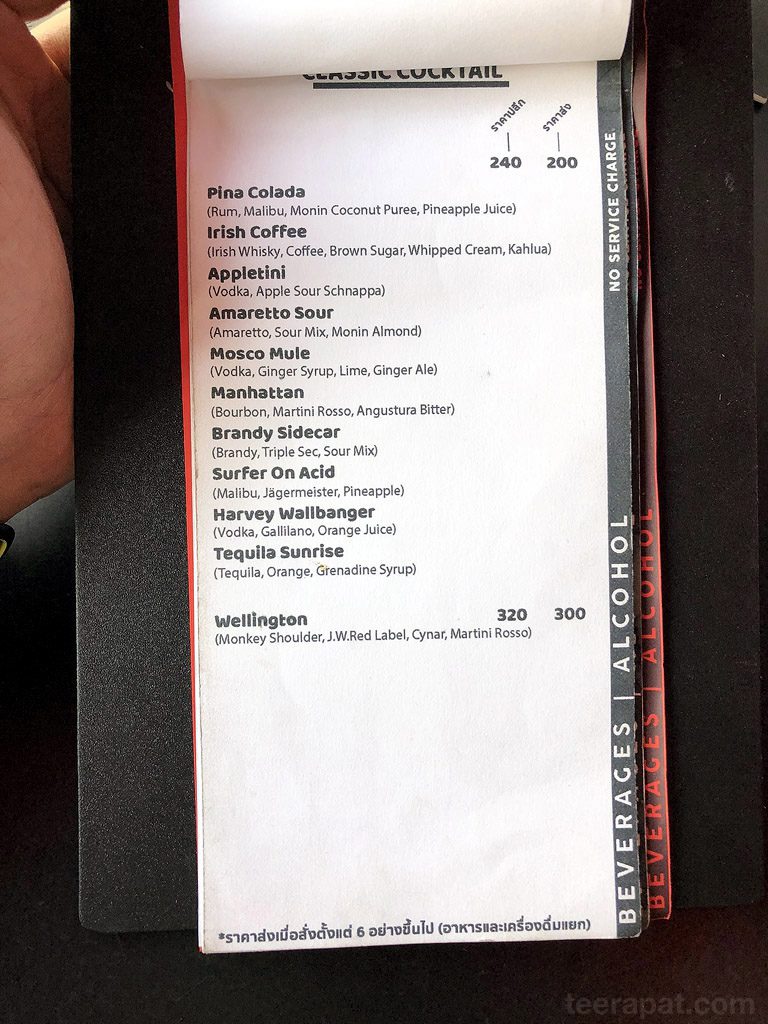 CLASSIC COCKTAIL
ราคาปลีก ราคาส่ง
240 200
Pina Colada
(Rum, Malibu, Monin Coconut Puree, Pineapple Juice)
Irish Coffee
(Irish Whisky, Coffee, Brown Sugar, Whipped Cream, Kahlua)
Appletini
(Vodka, Apple Sour Schnappa)
Amaretto Sour
(Amaretto, Sour Mix, Monin Almond)
Mosco Mule
(Vodka, Ginger Syrup, Lime, Ginger Ale)
Manhattan
(Bourbon, Martini Rosso, Angustura Bitter)
Brandy Sidecar
(Brandy, Triple Sec, Sour Mix)
Surfer On Acid
(Malibu, Jägermeister, Pineapple)
Harvey Wallbanger
(Vodka, Gallilano, Orange Juice)
Tequila Sunrise
(Tequila, Orange, Grenadine Syrup)
Wellington 320 300
(Monkey Shoulder, J.W.Red Label, Cynar, Martini Rosso)
*ราคาส่งเมื่อสั่งตั้งแต่ 6 อย่างขึ้นไป (อาหารและเครื่องดื่มแยก)
BEVERAGES | ALCOHOL
NO SERVICE CHARGE
BEVERAGES | ALCOHOL
teerapat.com